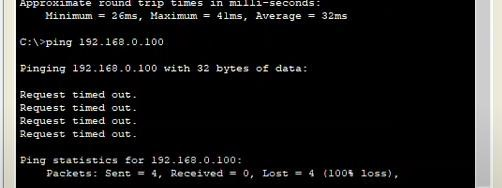 Approximate round trip times in milli-seconds:
Minimum = 26ms, Maximum = 41ms, Average = 32ms
C:\>ping 192.168.0.100
Pinging 192.168.0.100 with 32 bytes of data:
Request timed out.
Request timed out.
Request timed out.
Request timed out.
Ping statistics for 192.168.0.100:
Packets: Sent = 4, Received = 0, Lost = 4 (100% loss),